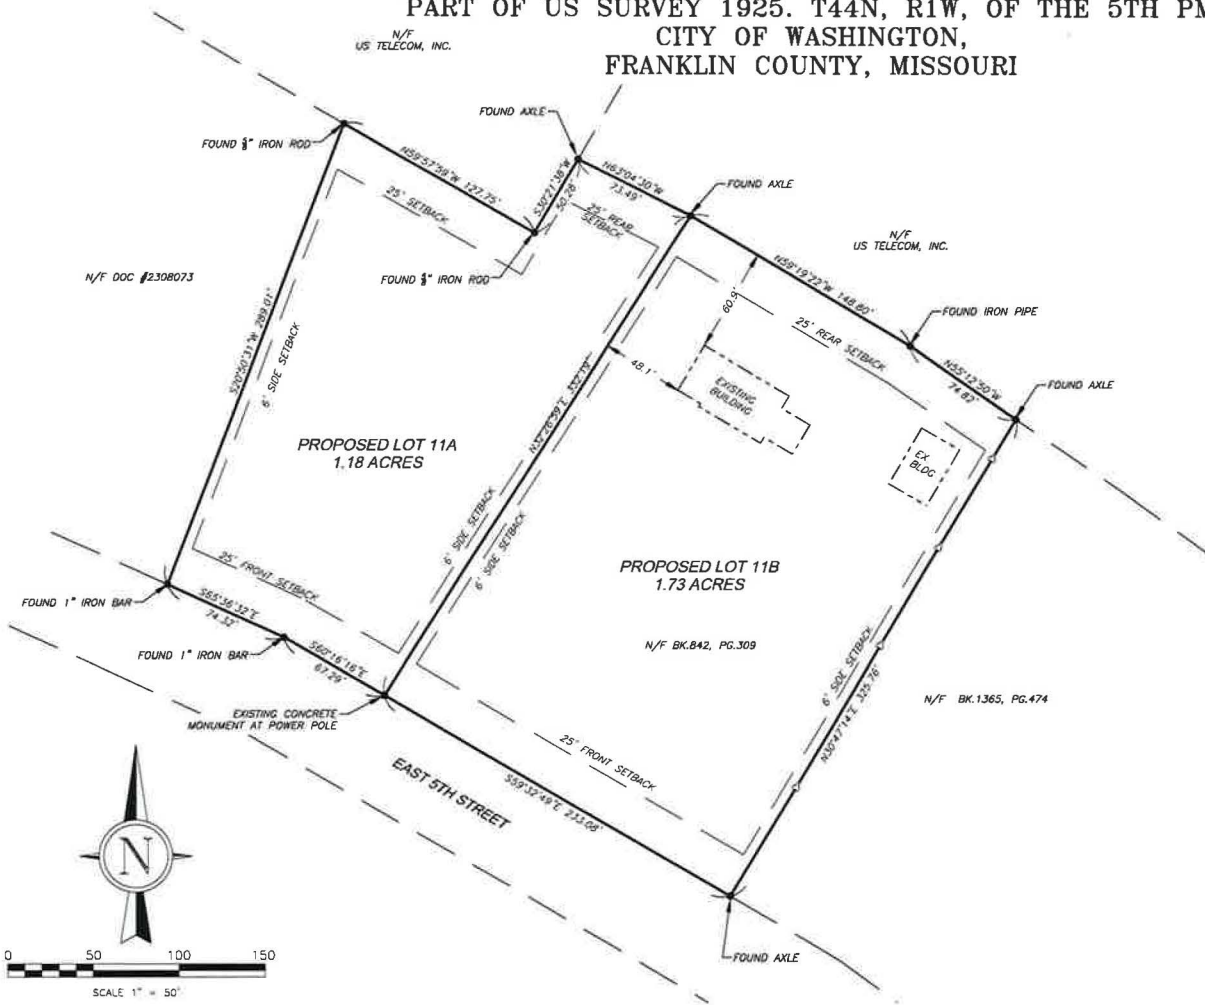 PART OF US SURVEY 1925. T44N, R1W, OF THE 5TH PM
CITY OF WASHINGTON,
FRANKLIN COUNTY, MISSOURI
N/F
US TELECOM, INC.
FOUND AXLE
FOUND 5/8" IRON ROD
N59°57'59"W 127.75'
S30°21'38"W
50.28'
N62°04'30"W
73.49'
FOUND AXLE
25' SETBACK
25' REAR
SETBACK
N/F
US TELECOM, INC.
N/F DOC #2308073
FOUND 5/8" IRON ROD
N59°19'22"W 148.80'
60.9'
FOUND IRON PIPE
S20°50'31"W 289.01'
6' SIDE SETBACK
25' REAR SETBACK
N55°12'50"W
74.82'
48.1'
FOUND AXLE
EXISTING
BUILDING
N32°26'59"E 332.19'
PROPOSED LOT 11A
1.18 ACRES
EX
BLDG
6' SIDE SETBACK
6' SIDE SETBACK
25' FRONT SETBACK
PROPOSED LOT 11B
1.73 ACRES
FOUND 1" IRON BAR
S65°36'32"E
74.32'
N/F BK.842, PG.309
FOUND 1" IRON BAR
S60°16'16"E
67.29'
6' SIDE SETBACK
N30°47'14"E 325.76'
N/F BK.1365, PG.474
EXISTING CONCRETE
MONUMENT AT POWER POLE
25' FRONT SETBACK
EAST 5TH STREET
S59°32'49"E 233.08'
N
FOUND AXLE
0 50 100 150
SCALE 1" = 50'